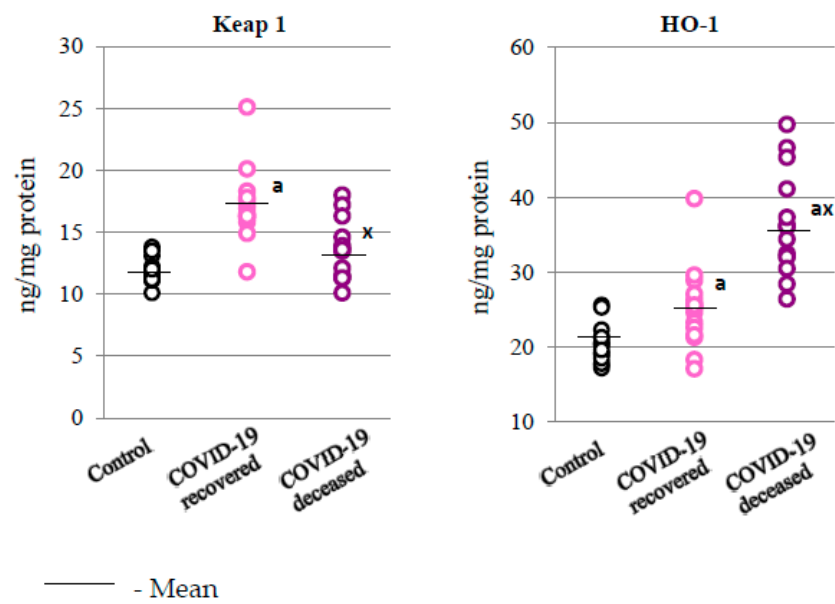 Keap 1
30
25
20
15
10
5
0
ng/mg protein
a
x
Control
COVID-19
recovered
COVID-19
deceased
HO-1
60
50
40
30
20
10
ng/mg protein
a
ax
Control
COVID-19
recovered
COVID-19
deceased
- Mean